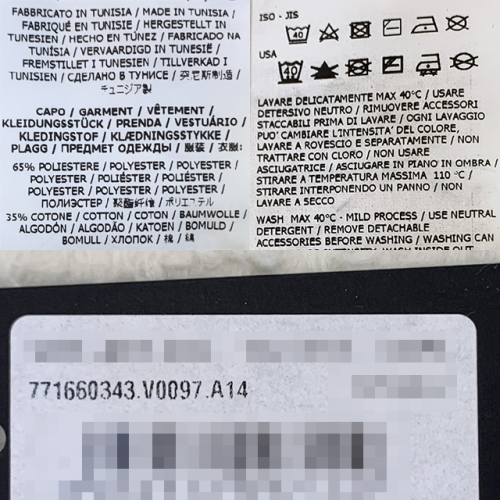 FABBRICATO IN TUNISIA / MADE IN TUNISIA /
FABRIQUÉ EN TUNISIE / HERGESTELLT IN
TUNESIEN / HECHO EN TÚNEZ / FABRICADO NA
TUNÍSIA / VERVAARDIGD IN TUNESIË /
FREMSTILLET I TUNESIEN / TILLVERKAD I
TUNISIEN / СДЕЛАНО В ТУНИСЕ / 突尼斯制造 /
チュニジア製
CAPO / GARMENT / VÊTEMENT /
KLEIDUNGSSTÜCK / PRENDA / VESTUÁRIO /
KLEDINGSTOF / KLÆDNINGSSTYKKE /
PLAGG / ПРЕДМЕТ ОДЕЖДЫ / 服装 / 衣服:
65% POLIESTERE / POLYESTER / POLYESTER /
POLYESTER / POLIÉSTER / POLIÉSTER /
POLYESTER / POLYESTER / POLYESTER /
ПОЛИЭСТЕР / 聚酯纤维 / ポリエステル
35% COTONE / COTTON / COTON / BAUMWOLLE /
ALGODÓN / ALGODÃO / KATOEN / BOMULD /
BOMULL / ХЛОПОК / 棉 / 綿
ISO - JIS
40
USA
40
LAVARE DELICATAMENTE MAX 40°C / USARE
DETERSIVO NEUTRO / RIMUOVERE ACCESSORI
STACCABILI PRIMA DI LAVARE / OGNI LAVAGGIO
PUO' CAMBIARE L'INTENSITA' DEL COLORE,
LAVARE A ROVESCIO E SEPARATAMENTE / NON
TRATTARE CON CLORO / NON USARE
ASCIUGATRICE / ASCIUGARE IN PIANO IN OMBRA /
STIRARE A TEMPERATURA MASSIMA 110 °C /
STIRARE INTERPONENDO UN PANNO / NON
LAVARE A SECCO
WASH MAX 40°C - MILD PROCESS / USE NEUTRAL
DETERGENT / REMOVE DETACHABLE
ACCESSORIES BEFORE WASHING / WASHING CAN
771660343.V0097.A14